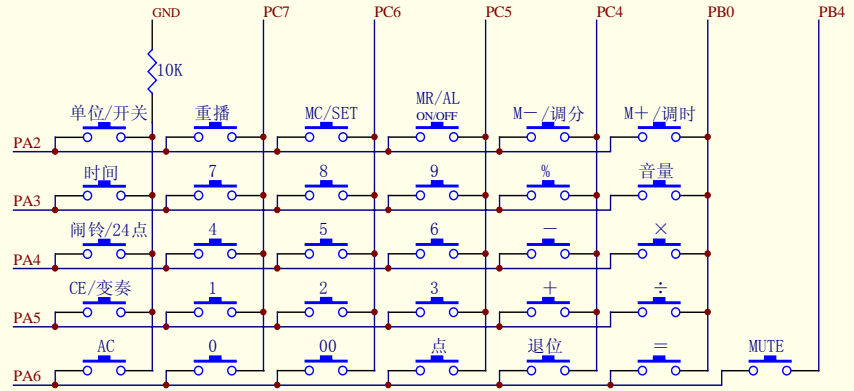 GND PC7 PC6 PC5 PC4 PB0 PB4
10K
单位/开关 重播 MC/SET MR/AL M－/调分 M＋/调时
ON/OFF
PA2
时间 7 8 9 % 音量
PA3
闹铃/24点 4 5 6 － ×
PA4
CE/变奏 1 2 3 ＋ ÷
PA5
AC 0 00 点 退位 ＝ MUTE
PA6